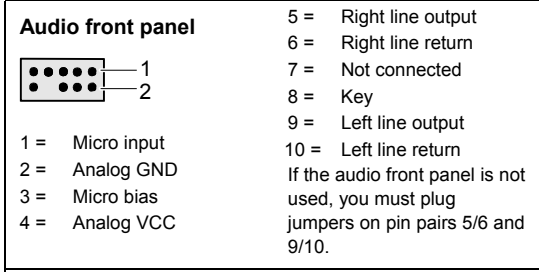 Audio front panel
1
2
1 = Micro input
2 = Analog GND
3 = Micro bias
4 = Analog VCC
5 = Right line output
6 = Right line return
7 = Not connected
8 = Key
9 = Left line output
10 = Left line return
If the audio front panel is not
used, you must plug
jumpers on pin pairs 5/6 and
9/10.